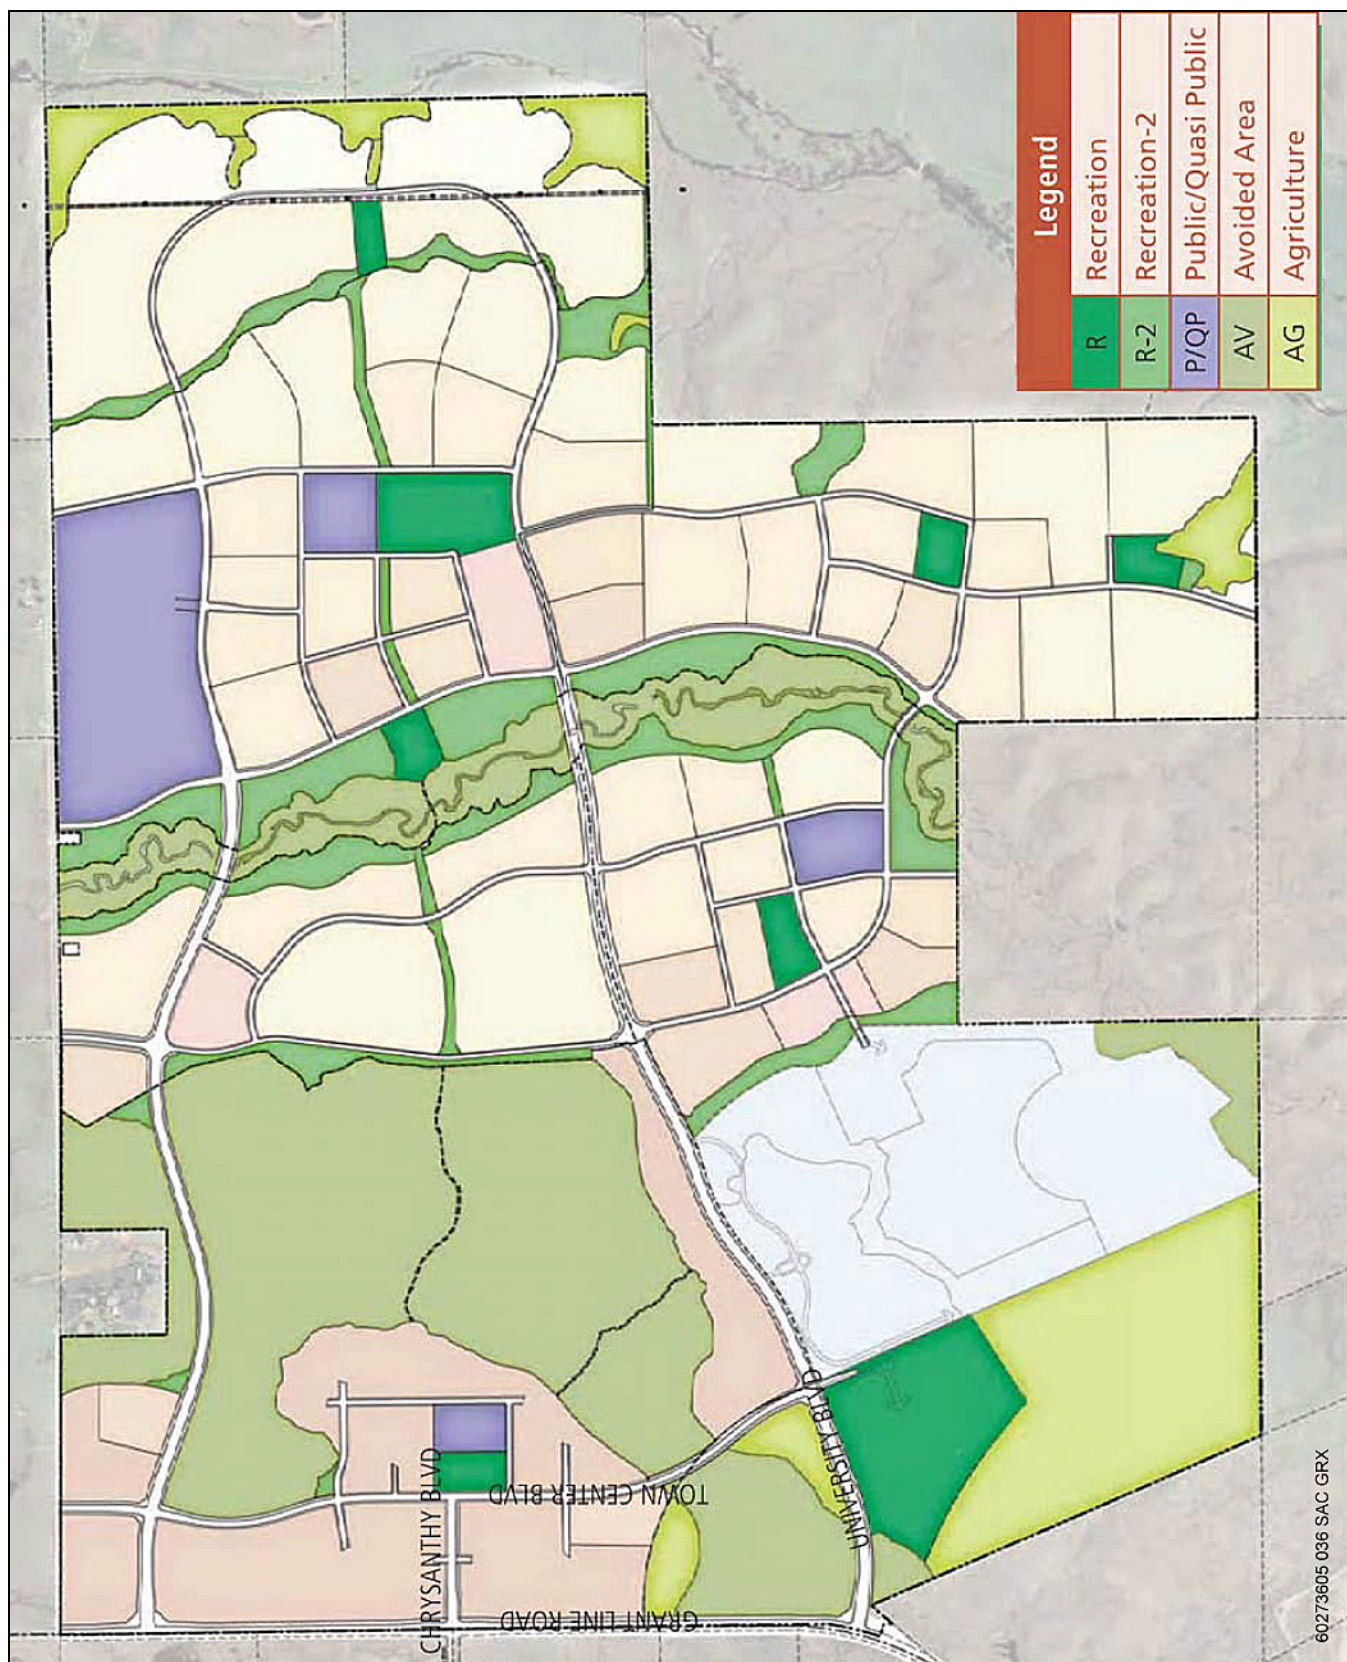 Legend
R Recreation
R-2 Recreation-2
P/QP Public/Quasi Public
AV Avoided Area
AG Agriculture
CHRYSANTHY BLVD
TOWN CENTER BLVD
GRANT LINE ROAD
UNIVERSITY BLVD
60273605 036 SAC GRX